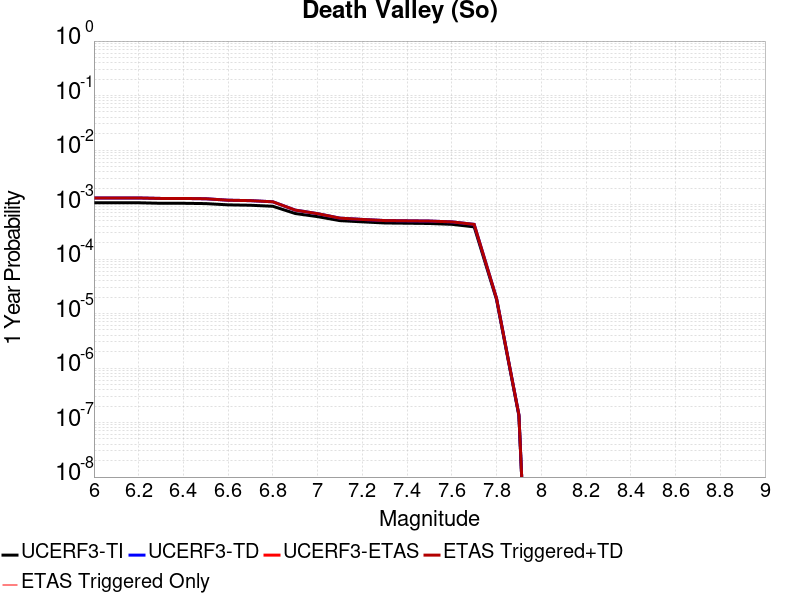 Death Valley (So)
10^0
10^-1
10^-2
10^-3
10^-4
10^-5
10^-6
10^-7
10^-8
1 Year Probability
6 6.2 6.4 6.6 6.8 7 7.2 7.4 7.6 7.8 8 8.2 8.4 8.6 8.8 9
Magnitude
UCERF3-TI UCERF3-TD UCERF3-ETAS ETAS Triggered+TD
ETAS Triggered Only